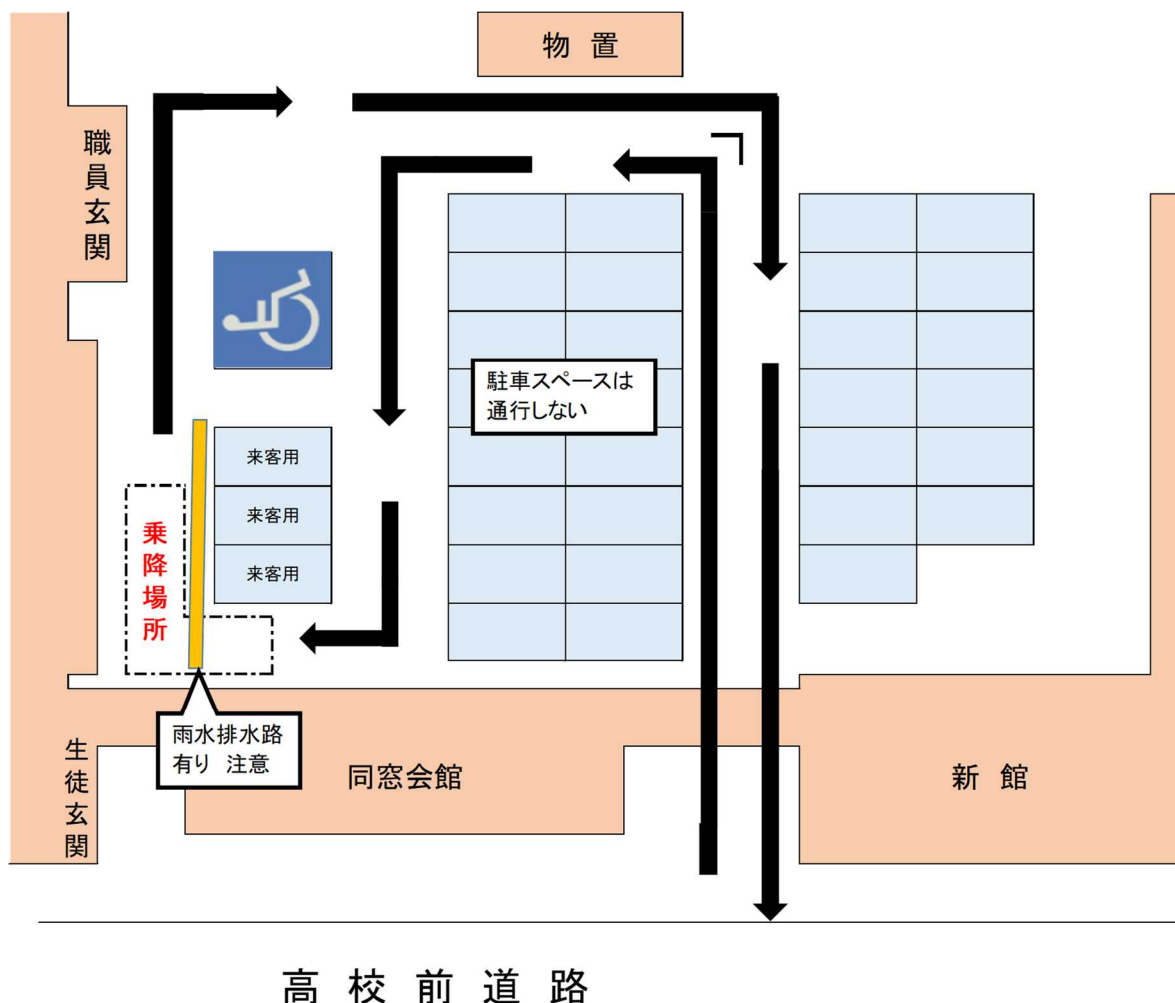 物 置
職員玄関
駐車スペースは
通行しない
来客用
来客用
来客用
乗降場所
雨水排水路
有り 注意
生徒玄関
同窓会館
新 館
高 校 前 道 路